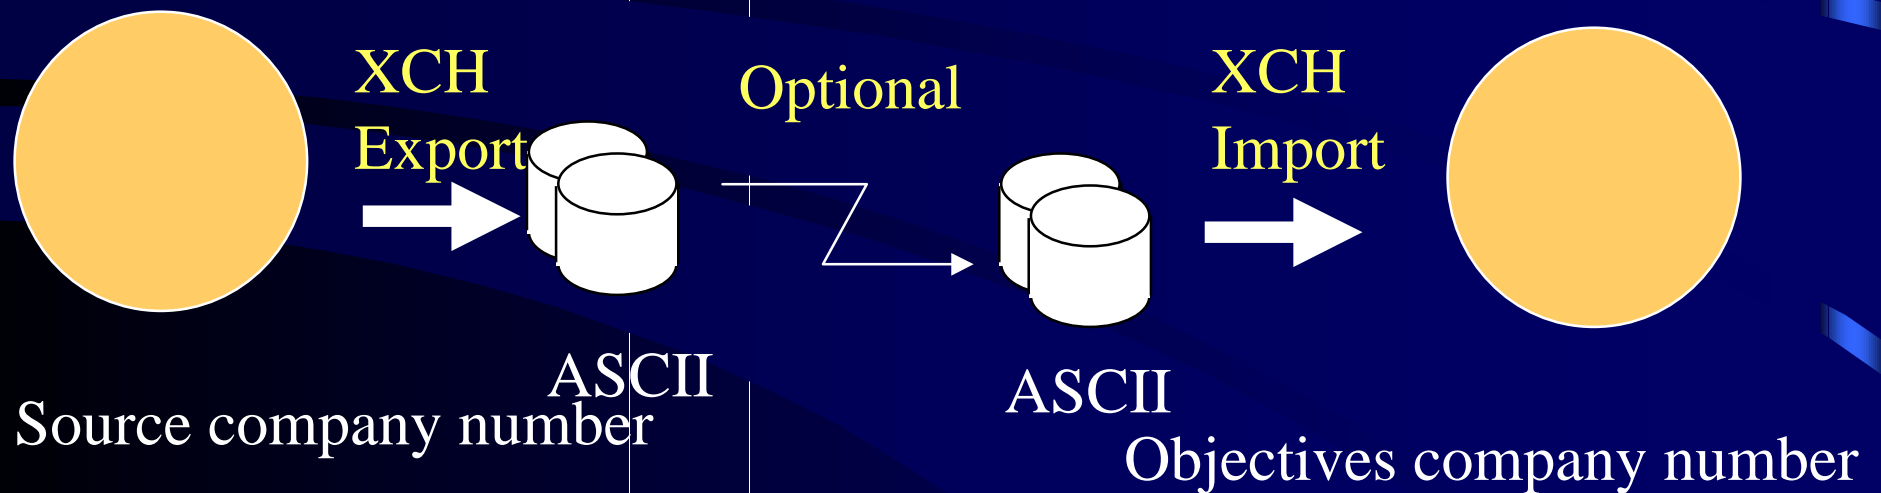 XCH
Export
Optional
XCH
Import
ASCII
ASCII
Source company number
Objectives company number